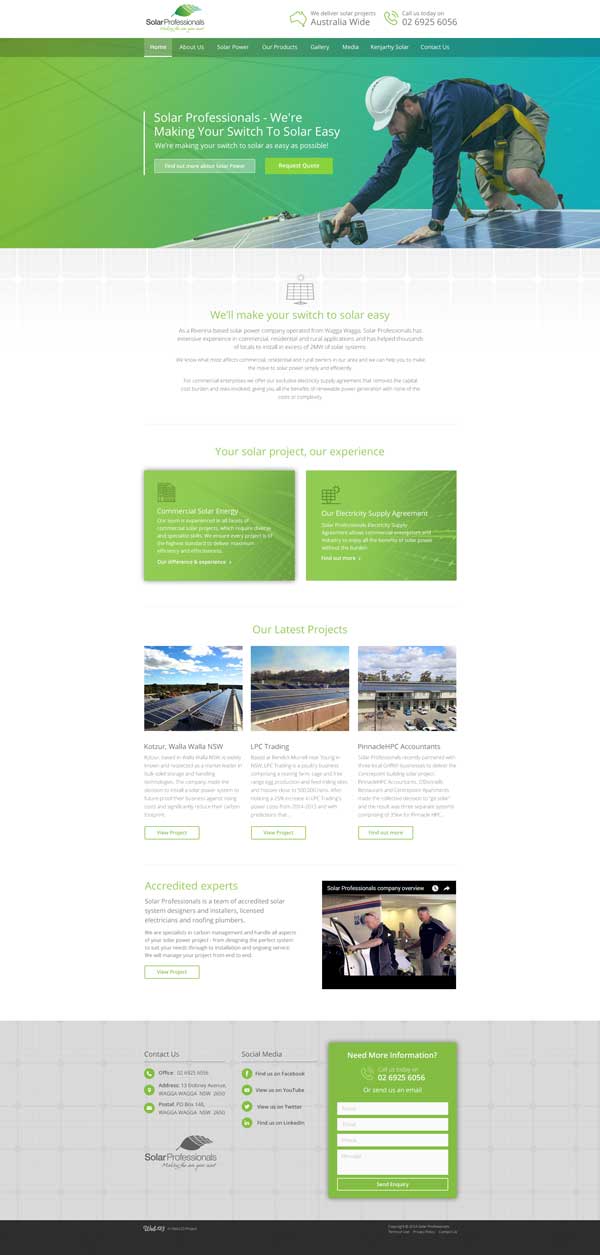 SolarProfessionals
Making the sun your asset
We deliver solar projects
Australia Wide
Call us today on
02 6925 6056
Home
About Us
Solar Power
Our Products
Gallery
Media
Kenjarhy Solar
Contact Us
Solar Professionals - We're
Making Your Switch To Solar Easy
We're making your switch to solar as easy as possible!
Find out more about Solar Power
Request Quote
We'll make your switch to solar easy
As a Riverina based solar power company operated from Wagga Wagga, Solar Professionals has
extensive experience in commercial, residential and rural applications and has helped thousands
of locals to install in excess of 2MW of solar systems.
We know what most affects commercial, residential and rural owners in our area and we can help you to make
the move to solar power simply and efficiently.
For commercial enterprises we offer our exclusive electricity supply agreement that removes the capital
cost burden and risks involved, giving you all the benefits of renewable power generation with none of the
costs or complexity.
Your solar project, our experience
Commercial Solar Energy
Our team is experienced in all facets of
commercial solar projects, which require diverse
and specialist skills. We ensure every project is of
the highest standard to deliver maximum
efficiency and effectiveness.
Our difference & experience ›
Our Electricity Supply Agreement
Solar Professionals Electricity Supply
Agreement allows commercial enterprises and
industry to enjoy all the benefits of solar power
without the burden.
Find out more ›
Our Latest Projects
Kotzur, Walla Walla NSW
Kotzur, based in Walla Walla NSW, is widely
known and respected as a market leader in
bulk solid storage and handling
technologies. The company, made the
decision to install a solar power system to
future-proof their business against rising
costs and significantly reduce their carbon
footprint.
View Project
LPC Trading
Based at Bendick Murrell near Young in
NSW, LPC Trading is a poultry business
comprising a rearing farm, cage and free
range egg production and feed milling sites
and houses close to 500,000 hens. After
noticing a 25% increase in LPC Trading's
power costs from 2014-2015 and with
predictions that...
View Project
PinnacleHPC Accountants
Solar Professionals recently partnered with
three local Griffith businesses to deliver the
Centrepoint building solar project.
PinnacleHPC Accountants, O'Donnells
Restaurant and Centrepoint Apartments
made the collective decision to "go solar"
and the result was three separate systems
comprising of 35kw for Pinnacle HPC,...
Find out more
Accredited experts
Solar Professionals is a team of accredited solar
system designers and installers, licensed
electricians and roofing plumbers.
We are specialists in carbon management and handle all aspects
of your solar power project - from designing the perfect system
to suit your needs through to installation and ongoing service.
We will manage your project from end to end.
View Project
Solar Professionals company overview
Contact Us
Office: 02 6925 6056
Address: 13 Dobney Avenue,
WAGGA WAGGA NSW 2650
Postal: PO Box 148,
WAGGA WAGGA NSW 2650
SolarProfessionals
Making the sun your asset
Social Media
Find us on Facebook
View us on YouTube
View us on Twitter
Find us on LinkedIn
Need More Information?
Call us today on
02 6925 6056
Or send us an email
Name
Email
Phone
Message
Send Enquiry
Web123
Copyright © 2016 Solar Professionals
Terms of Use
Privacy Policy
Contact Us